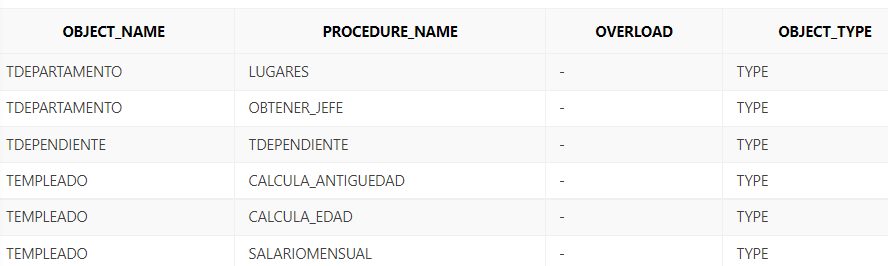 OBJECT_NAME PROCEDURE_NAME OVERLOAD OBJECT_TYPE
TDEPARTAMENTO LUGARES - TYPE
TDEPARTAMENTO OBTENER_JEFE - TYPE
TDEPENDIENTE TDEPENDIENTE - TYPE
TEMPLEADO CALCULA_ANTIGUEDAD - TYPE
TEMPLEADO CALCULA_EDAD - TYPE
TEMPLEADO SALARIOMENSUAL - TYPE